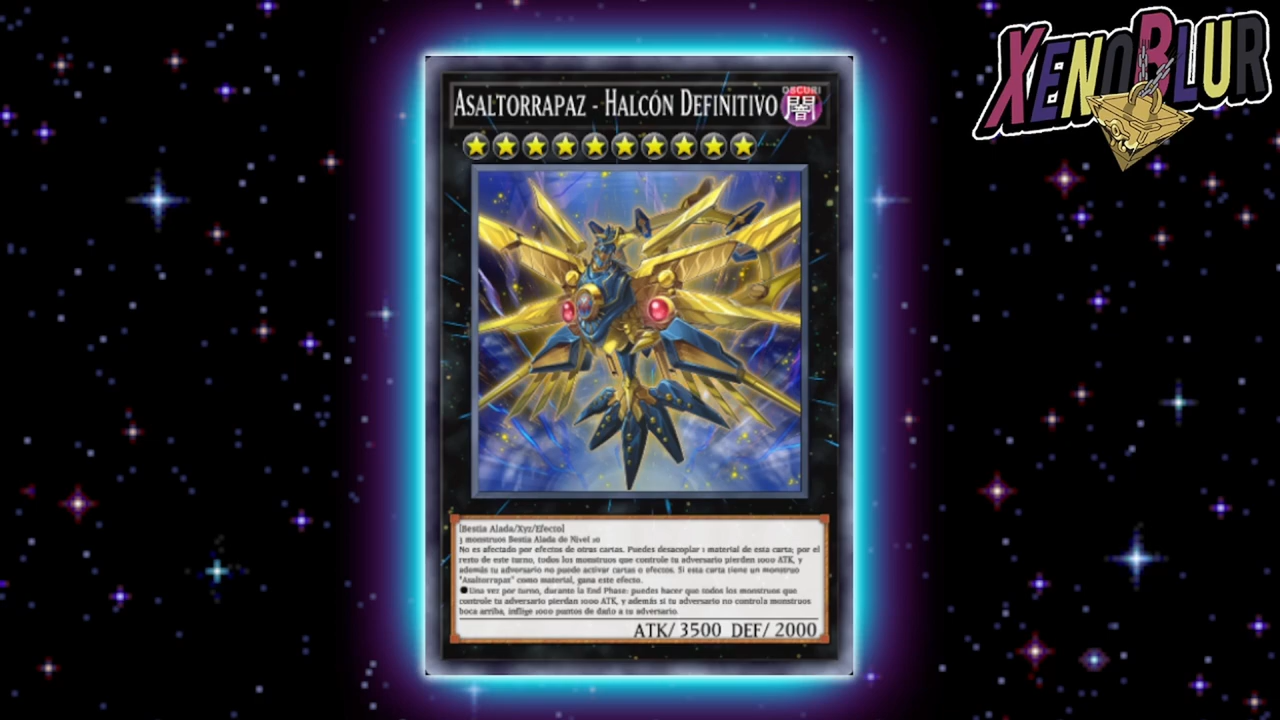 XENOBLUR
ASALTORRAPAZ - HALCÓN DEFINITIVO
OSCURI
闇
[Bestia Alada/Xyz/Efecto]
3 monstruos Bestia Alada de Nivel 10
No es afectado por efectos de otras cartas. Puedes desacoplar 1 material de esta carta; por el
resto de este turno, todos los monstruos que controle tu adversario pierden 1000 ATK, y
además tu adversario no puede activar cartas o efectos. Si esta carta tiene un monstruo
"Asaltorrapaz" como material, gana este efecto.
●Una vez por turno, durante la End Phase: puedes hacer que todos los monstruos que
controle tu adversario pierdan 1000 ATK, y además si tu adversario no controla monstruos
boca arriba, inflige 1000 puntos de daño a tu adversario.
ATK/ 3500 DEF/ 2000